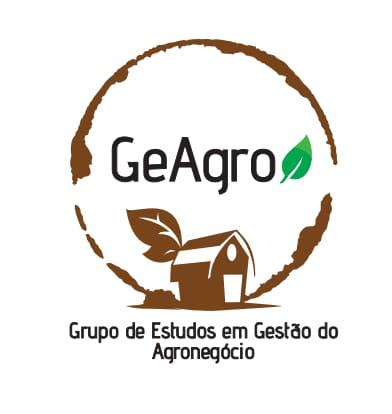 GeAgro
Grupo de Estudos em Gestão do
Agronegócio